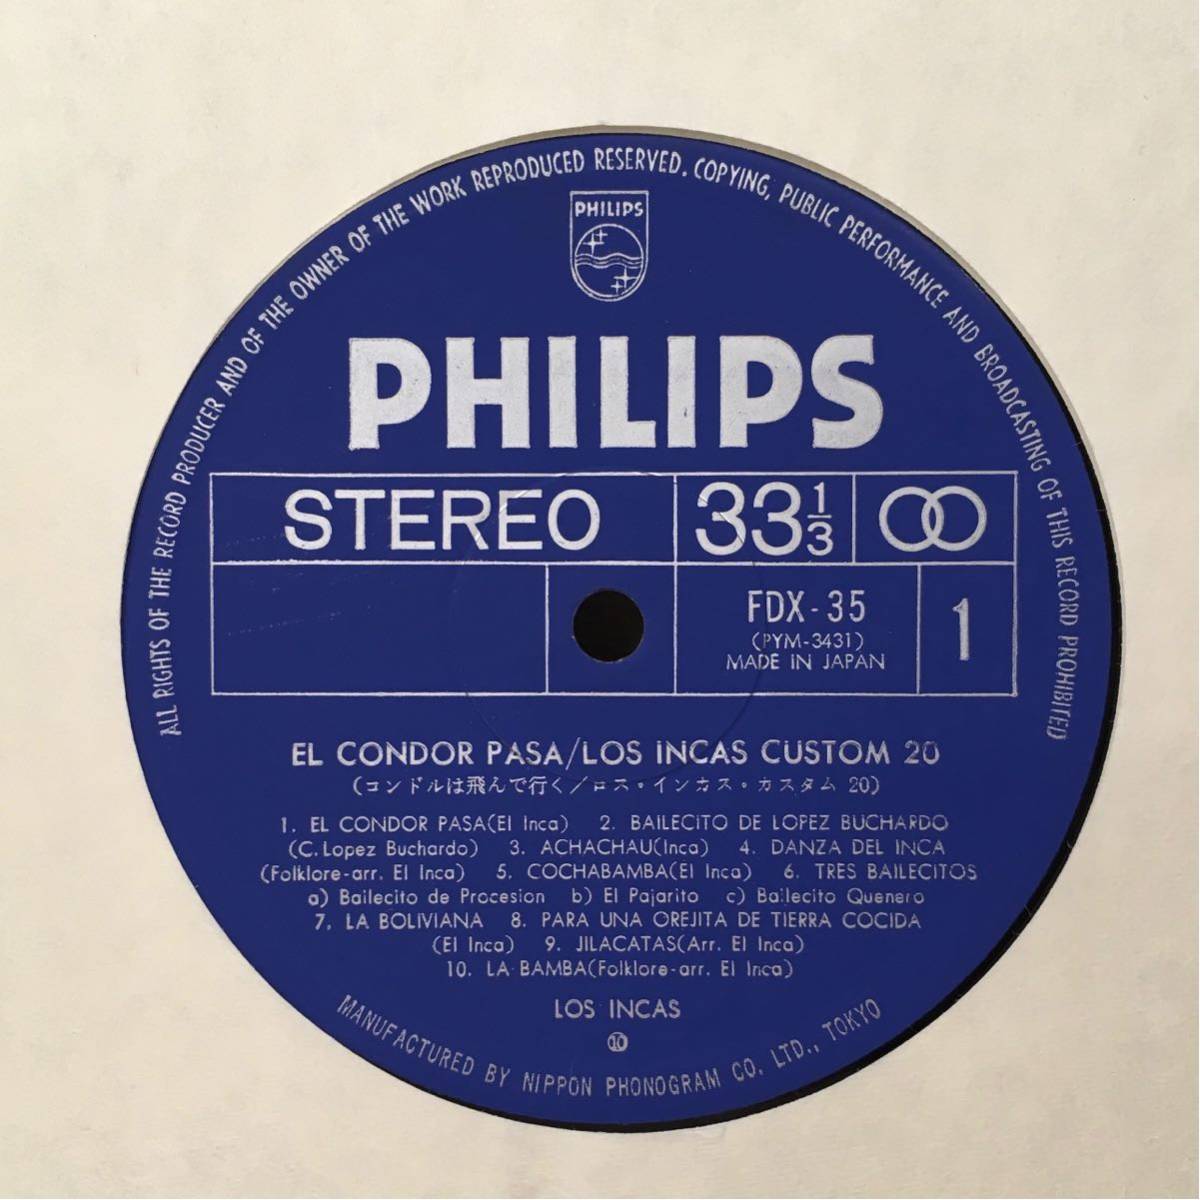 ALL RIGHTS OF THE RECORD PRODUCER AND OF THE OWNER OF THE WORK REPRODUCED RESERVED. COPYING, PUBLIC PERFORMANCE AND BROADCASTING OF THIS RECORD PROHIBITED
PHILIPS
PHILIPS
STEREO
33 1/3
FDX-35
(PYM-3431)
MADE IN JAPAN
1
EL CONDOR PASA/LOS INCAS CUSTOM 20
(コンドルは飛んで行く/ロス・インカス・カスタム 20)
1. EL CONDOR PASA(El Inca) 2. BAILECITO DE LOPEZ BUCHARDO
(C.Lopez Buchardo) 3. ACHACHAU(Inca) 4. DANZA DEL INCA
(Folklore-arr. El Inca) 5. COCHABAMBA(El Inca) 6. TRES BAILECITOS
a) Bailecito de Procesion b) El Pajarito c) Bailecito Quenero
7. LA BOLIVIANA 8. PARA UNA OREJITA DE TIERRA COCIDA
(El Inca) 9. JILACATAS(Arr. El Inca)
10. LA BAMBA(Folklore-arr. El Inca)
LOS INCAS
⑩
MANUFACTURED BY NIPPON PHONOGRAM CO. LTD., TOKYO